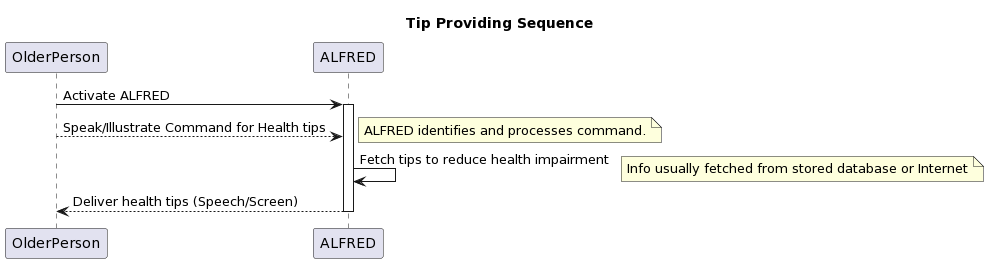 Tip Providing Sequence
OlderPerson
ALFRED
Activate ALFRED
Speak/Illustrate Command for Health tips
ALFRED identifies and processes command.
Fetch tips to reduce health impairment
Info usually fetched from stored database or Internet
Deliver health tips (Speech/Screen)
OlderPerson
ALFRED